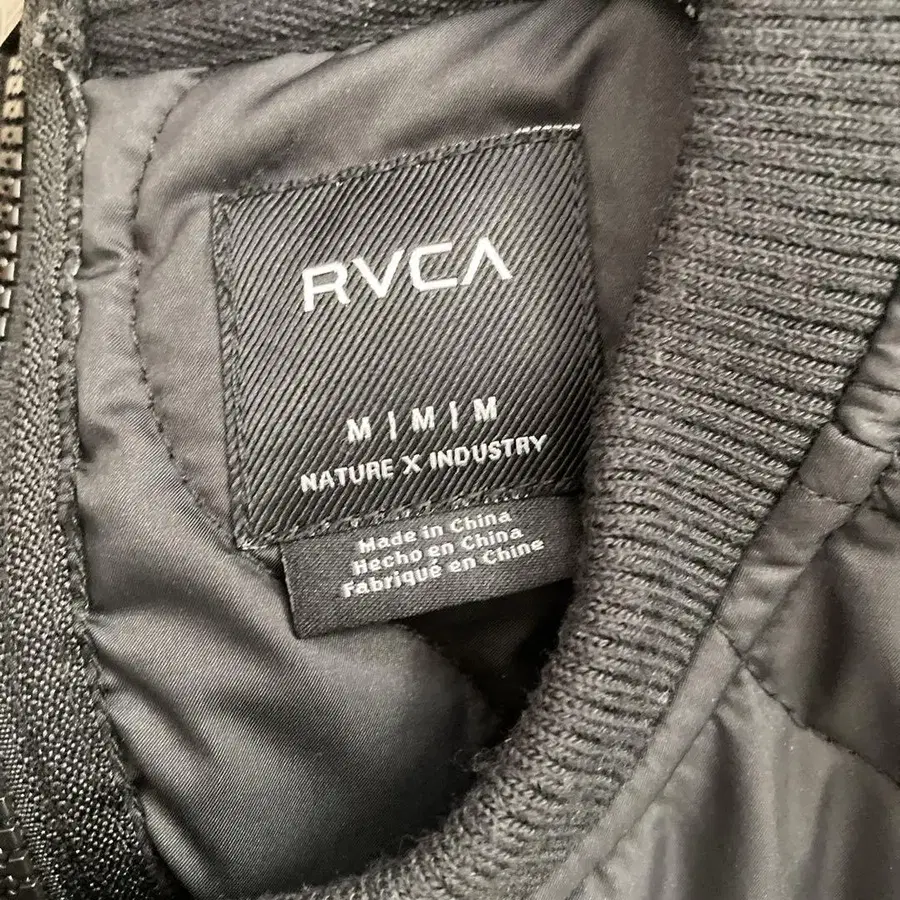 RVCA
M | M | M
NATURE X INDUSTRY
Made in China
Hecho en China
Fabriqué en Chine